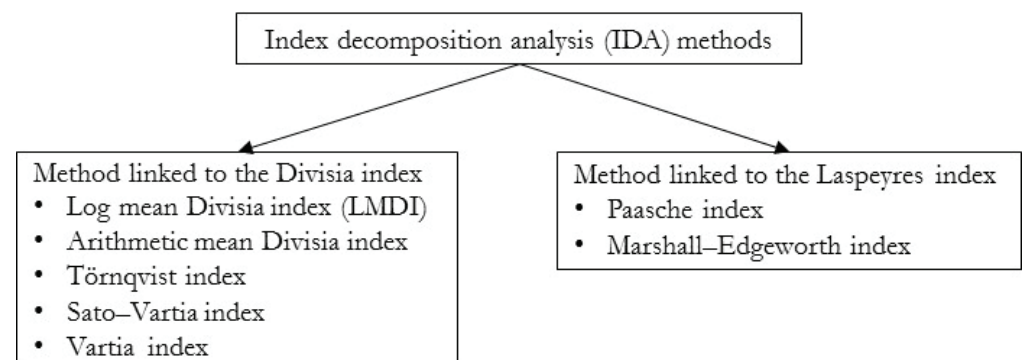 Index decomposition analysis (IDA) methods
Method linked to the Divisia index
• Log mean Divisia index (LMDI)
• Arithmetic mean Divisia index
• Törnqvist index
• Sato–Vartia index
• Vartia index
Method linked to the Laspeyres index
• Paasche index
• Marshall–Edgeworth index